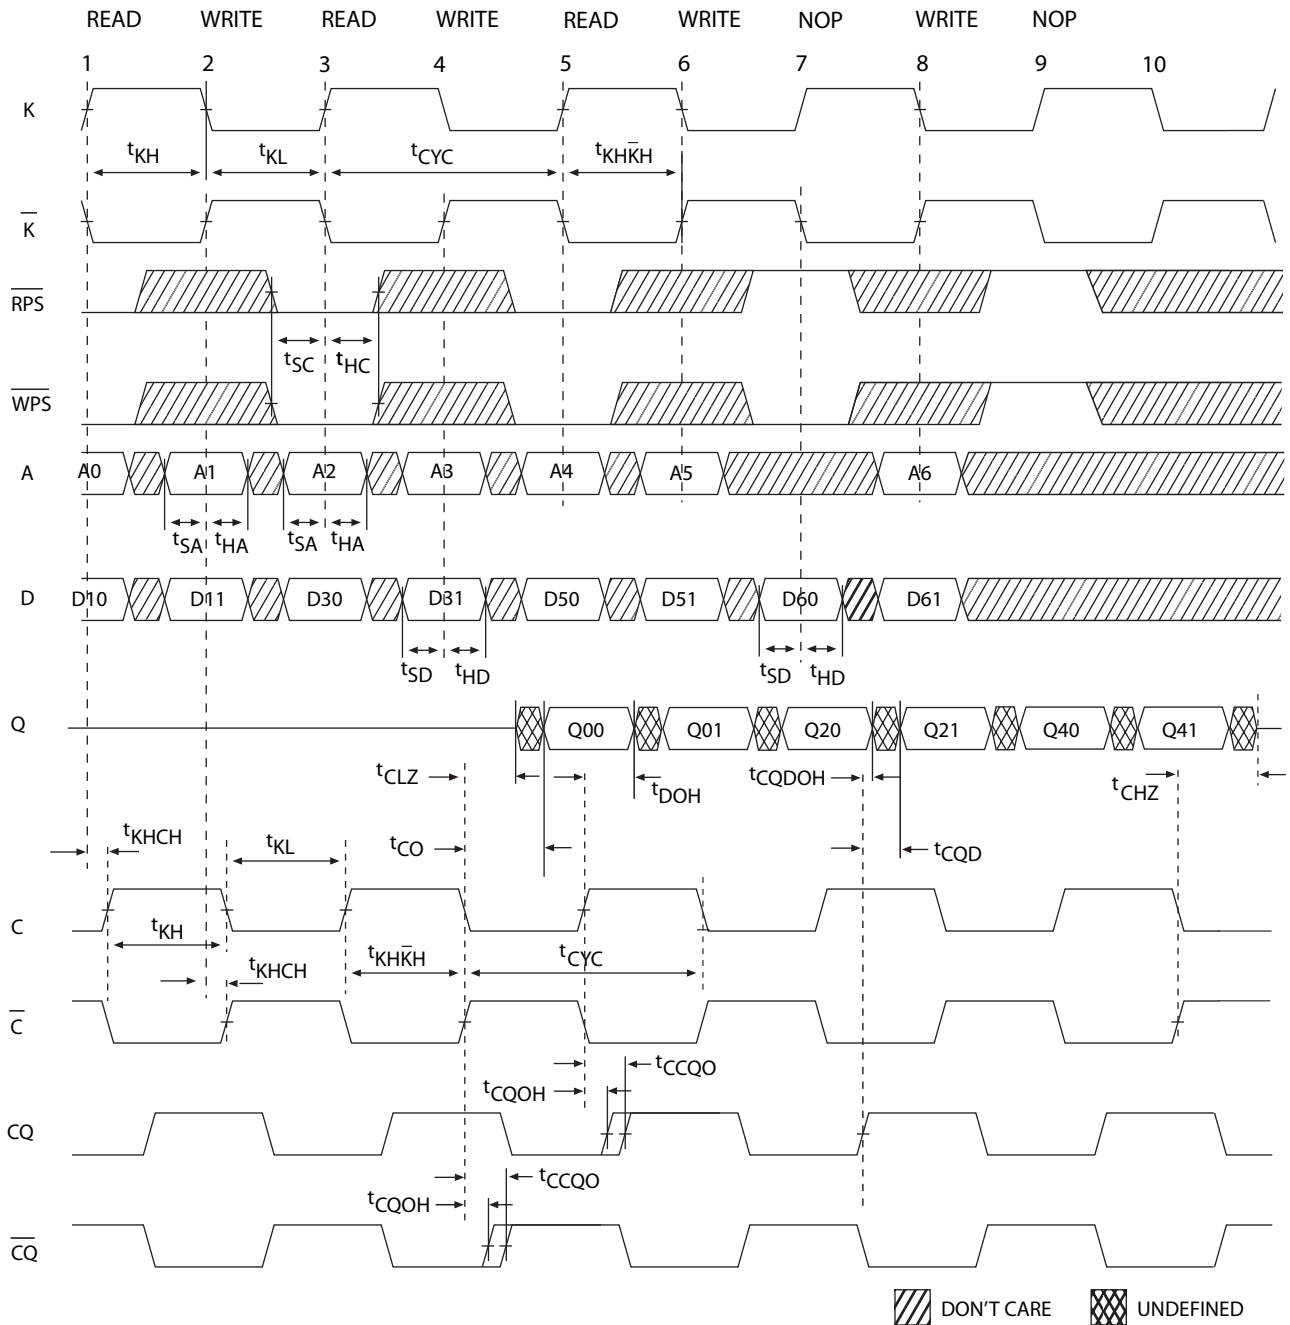 READ WRITE READ WRITE READ WRITE NOP WRITE NOP
1 2 3 4 5 6 7 8 9 10
K
tKH tKL tCYC tKHK̅H
K̅
R̅P̅S̅
tSC tHC
W̅P̅S̅
A A0 A1 A2 A3 A4 A5 A6
tSA tHA tSA tHA
D D10 D11 D30 D31 D50 D51 D60 D61
tSD tHD tSD tHD
Q Q00 Q01 Q20 Q21 Q40 Q41
tCLZ tDOH tCQDOH tCHZ
tKHCH tKL tCO tCQD
C
tKH tKHK̅H tCYC
tKHCH
C̅
tCCQO
tCQOH
CQ
tCCQO
tCQOH
C̅Q̅
DON'T CARE UNDEFINED